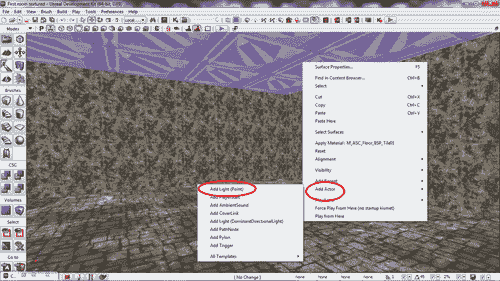 First room textured - Unreal Development Kit (64-bit, DX9)
File Edit View Brush Build Play Tools Preferences Help
Modes
Brushes
CSG
Volumes
Select
Go to
Surface Properties... F5
Find in Content Browser... Ctrl+B
Select
Cut Ctrl+X
Copy Ctrl+C
Paste Ctrl+V
Paste Here
Select Surfaces
Apply Material : M_ASC_Floor_BSP_Tile01
Reset
Alignment
Visibility
Add Actor
Force Play From Here (no startup Kismet)
Play from Here
Add Light (Point)
Add AmbientSound
Add CoverLink
Add Light (DominantDirectionalLight)
Add PathNode
Add Pylon
Add Trigger
All Templates
( No Change )
None None None None